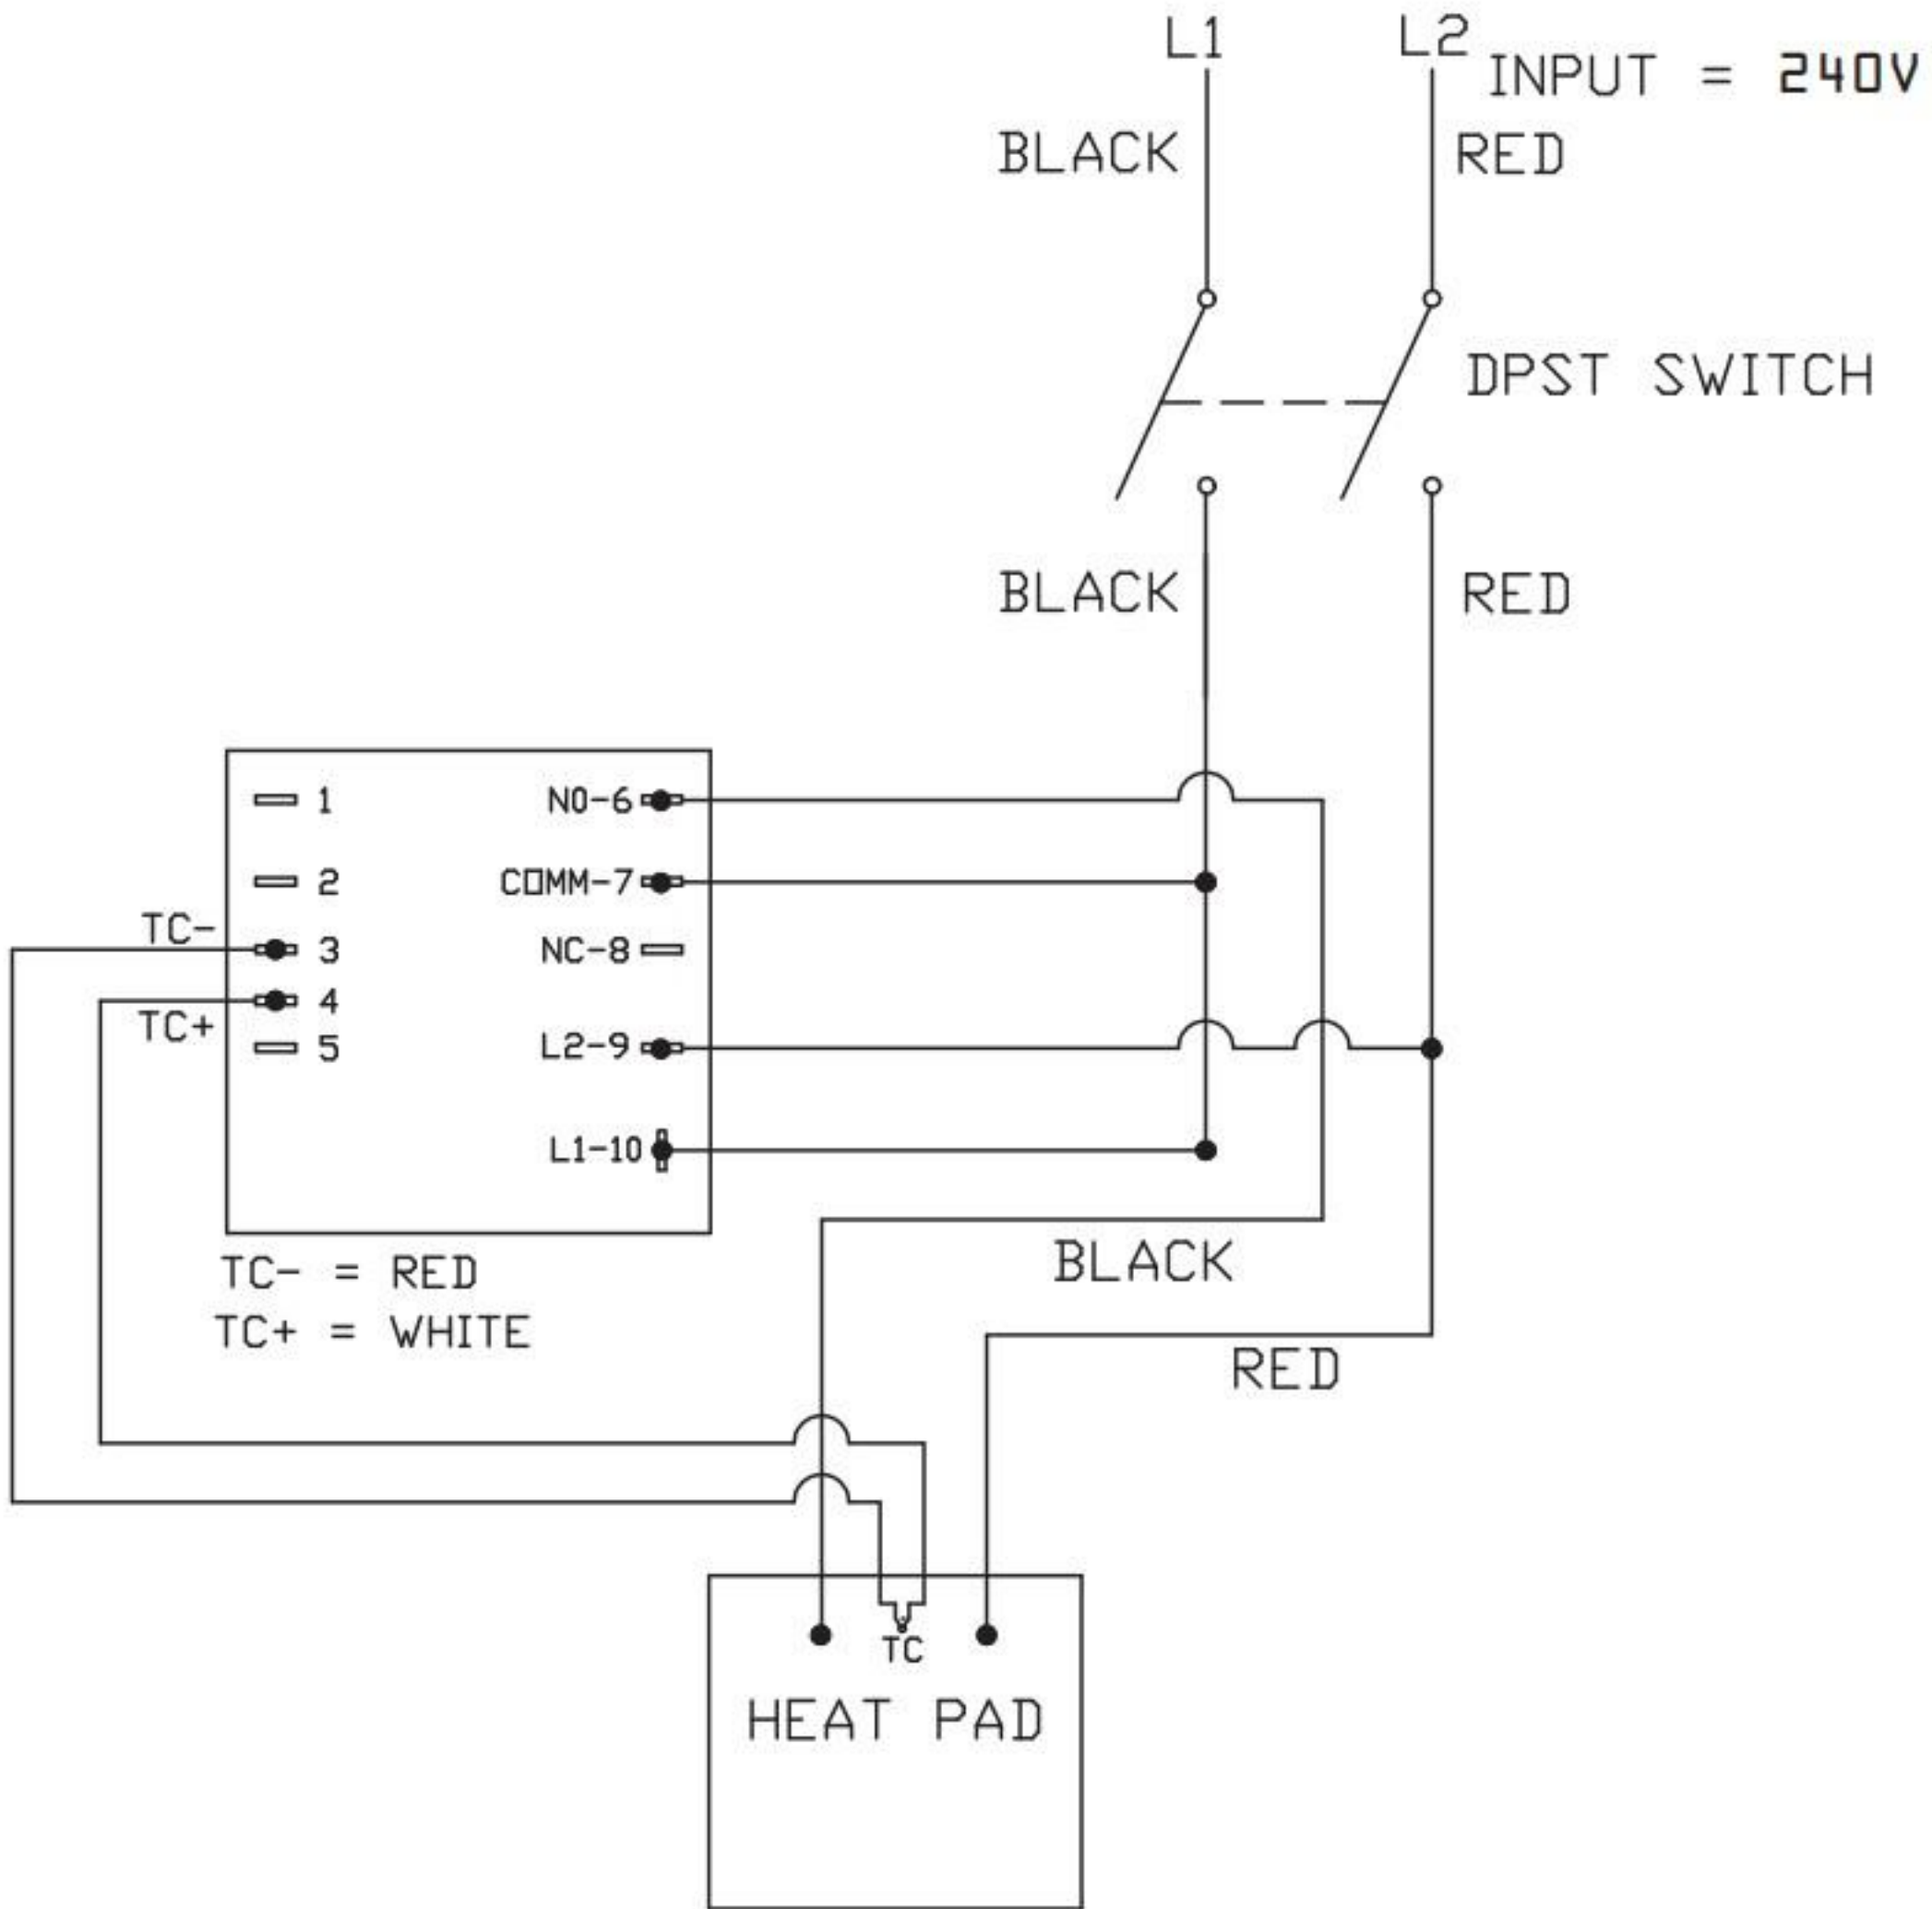 L1
L2
INPUT = 240V
BLACK
RED
DPST SWITCH
BLACK
RED
1
NO-6
2
COMM-7
TC-
3
NC-8
4
TC+
5
L2-9
L1-10
TC- = RED
TC+ = WHITE
BLACK
RED
TC
HEAT PAD